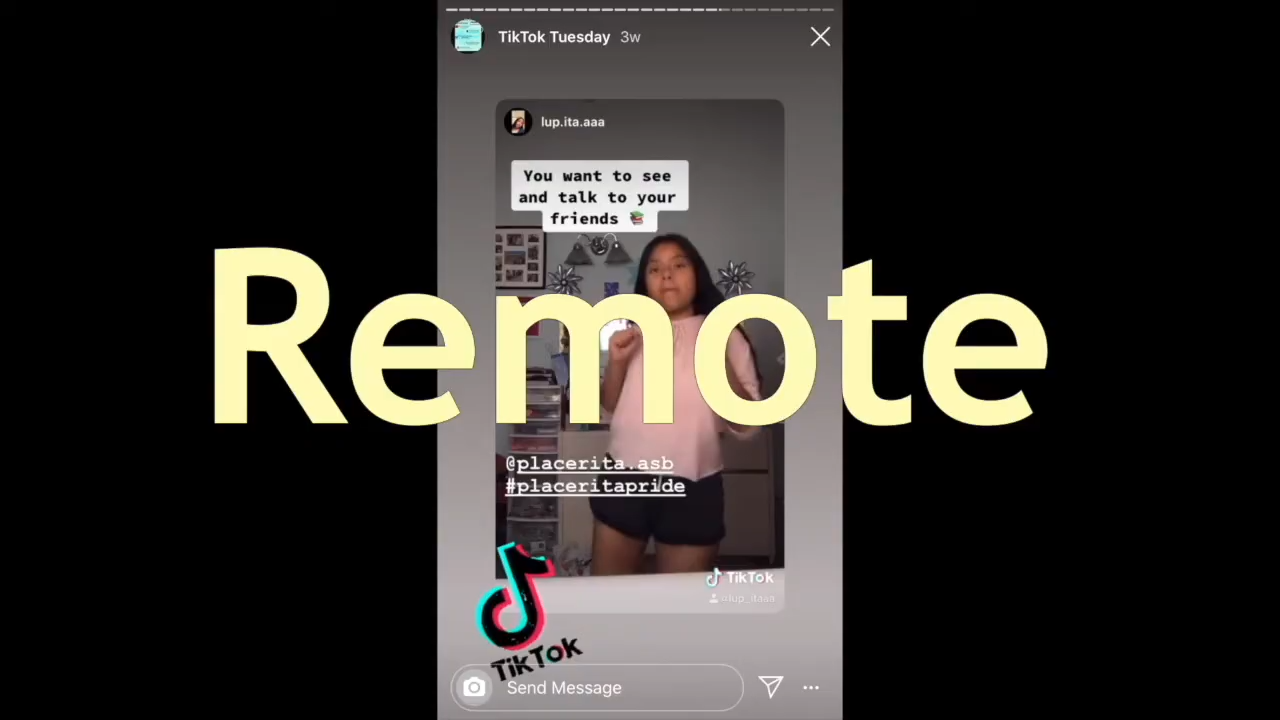 TikTok Tuesday 3w
lup.ita.aaa
You want to see
and talk to your
friends
Remote
@placerita.asb
#placeritapride
TikTok
@lup_itaaa
TikTok
Send Message